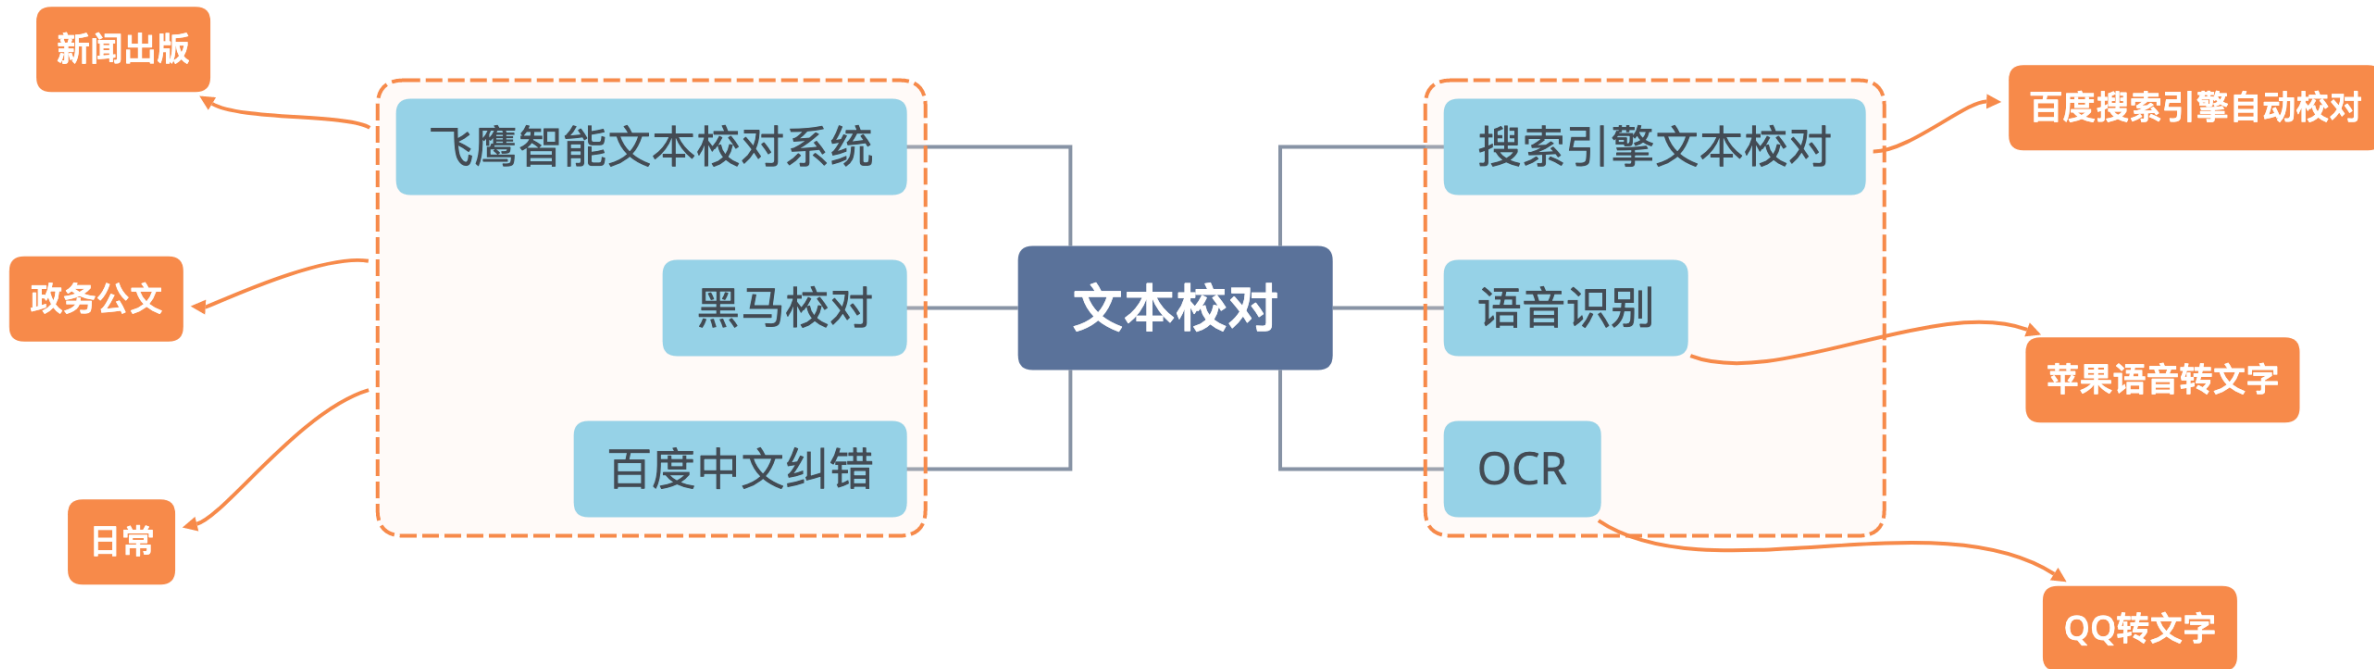 新闻出版
飞鹰智能文本校对系统
搜索引擎文本校对
百度搜索引擎自动校对
政务公文
黑马校对
文本校对
语音识别
苹果语音转文字
日常
百度中文纠错
OCR
QQ转文字